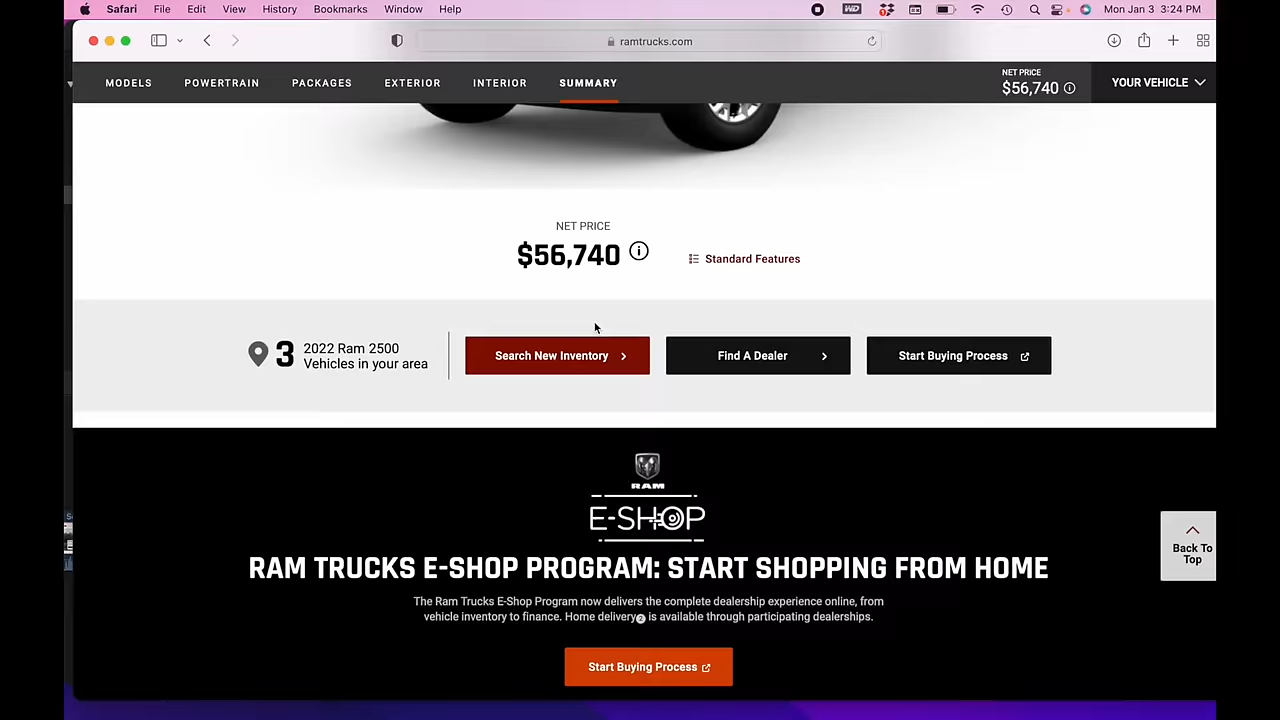 Safari File Edit View History Bookmarks Window Help WD Mon Jan 3 3:24 PM
ramtrucks.com
MODELS POWERTRAIN PACKAGES EXTERIOR INTERIOR SUMMARY NET PRICE $56,740 YOUR VEHICLE
NET PRICE
$56,740 Standard Features
3 2022 Ram 2500
Vehicles in your area
Search New Inventory
Find A Dealer
Start Buying Process
RAM
E-SHOP
RAM TRUCKS E-SHOP PROGRAM: START SHOPPING FROM HOME
The Ram Trucks E-Shop Program now delivers the complete dealership experience online, from
vehicle inventory to finance. Home delivery 2 is available through participating dealerships.
Start Buying Process
Back To
Top